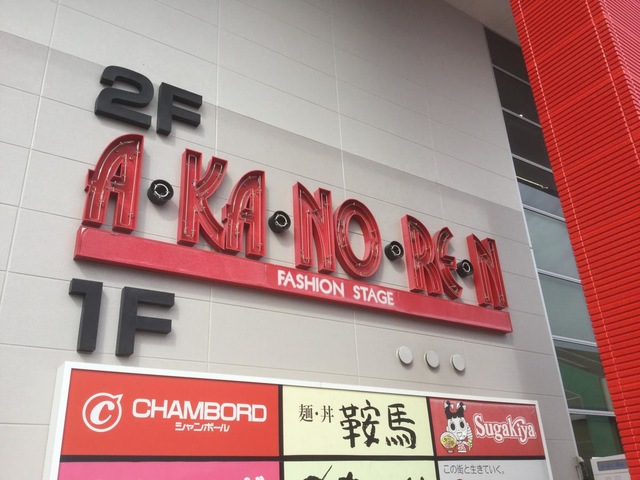 2F
A・KA・NO・RE・N
FASHION STAGE
1F
CHAMBORD
シャンボール
麺・丼
鞍馬
Sugakiya
この街と生きていく。